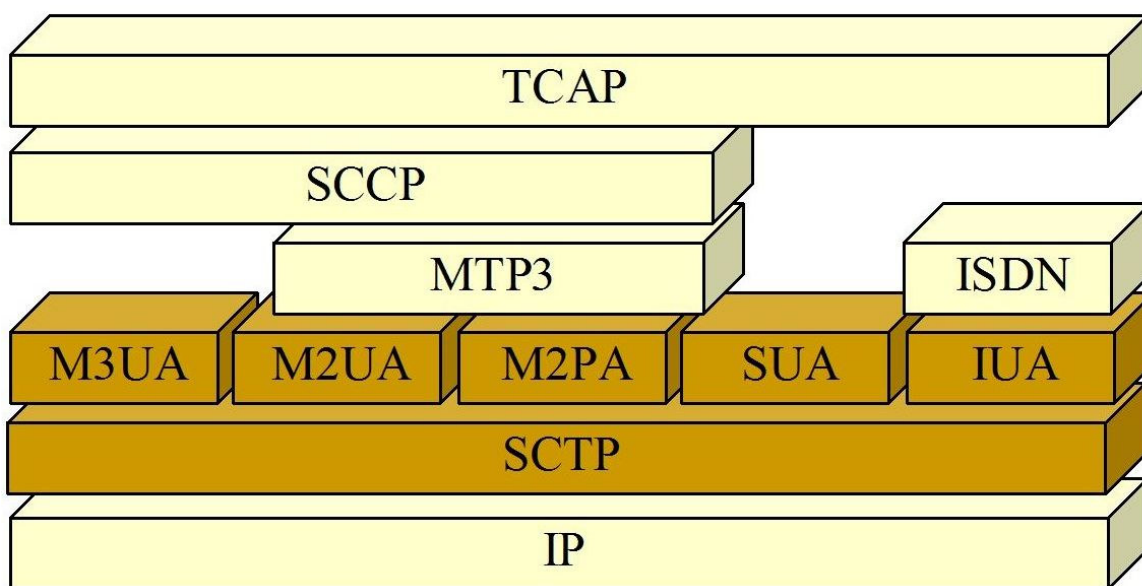 TCAP
SCCP
MTP3 ISDN
M3UA M2UA M2PA SUA IUA
SCTP
IP